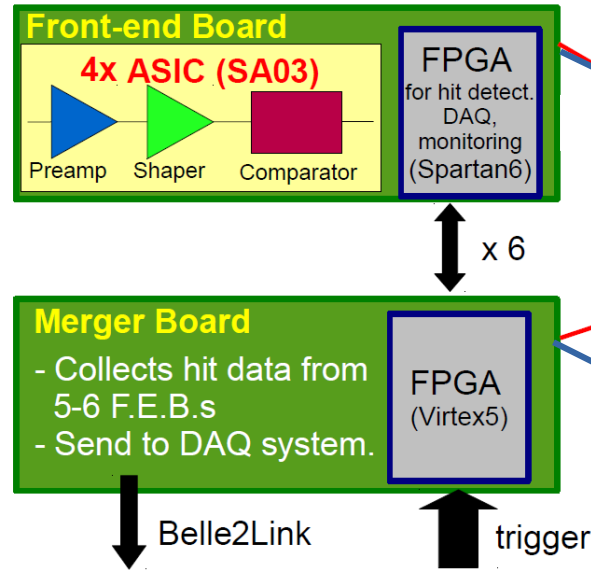 Front-end Board
4x ASIC (SA03)
Preamp
Shaper
Comparator
FPGA
for hit detect.
DAQ,
monitoring
(Spartan6)
x 6
Merger Board
- Collects hit data from
5-6 F.E.B.s
- Send to DAQ system.
FPGA
(Virtex5)
Belle2Link
trigger